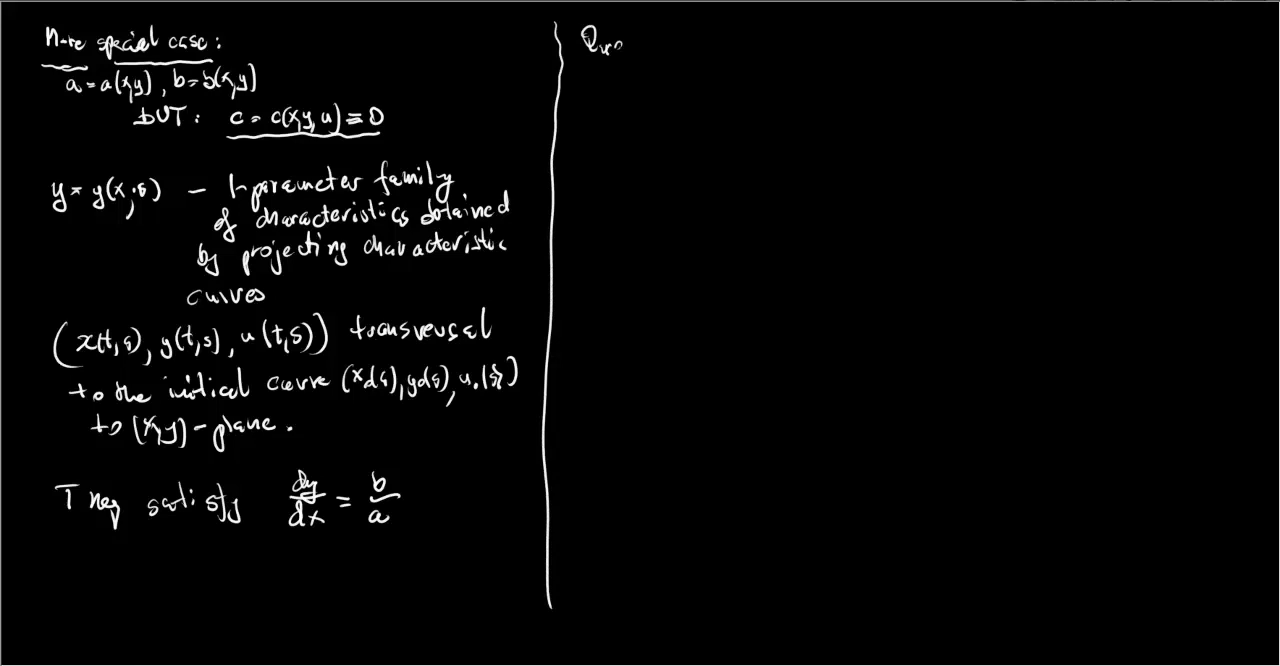 More special case:
a = a(x,y), b = b(x,y)
BUT: c = c(x,y,u) ≡ 0
y = y(x;s) – 1-parameter family
of characteristics obtained
by projecting characteristic
curves
(x(t,s), y(t,s), u(t,s)) transversal
to the initial curve (x₀(s), y₀(s), u₀(s))
to (x,y)-plane.
They satisfy dy/dx = b/a